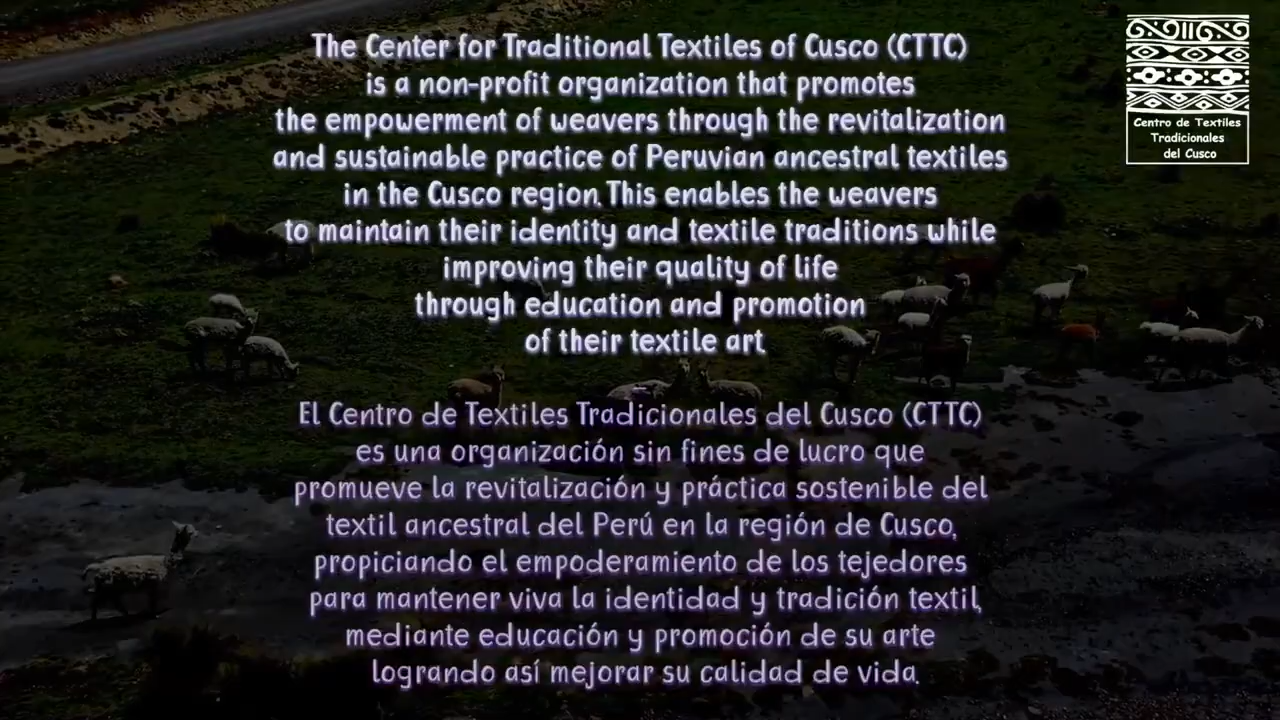 The Center for Traditional Textiles of Cusco (CTTC)
is a non-profit organization that promotes
the empowerment of weavers through the revitalization
and sustainable practice of Peruvian ancestral textiles
in the Cusco region. This enables the weavers
to maintain their identity and textile traditions while
improving their quality of life
through education and promotion
of their textile art.
El Centro de Textiles Tradicionales del Cusco (CTTC)
es una organización sin fines de lucro que
promueve la revitalización y práctica sostenible del
textil ancestral del Perú en la región de Cusco,
propiciando el empoderamiento de los tejedores
para mantener viva la identidad y tradición textil,
mediante educación y promoción de su arte
logrando así mejorar su calidad de vida.
Centro de Textiles
Tradicionales
del Cusco